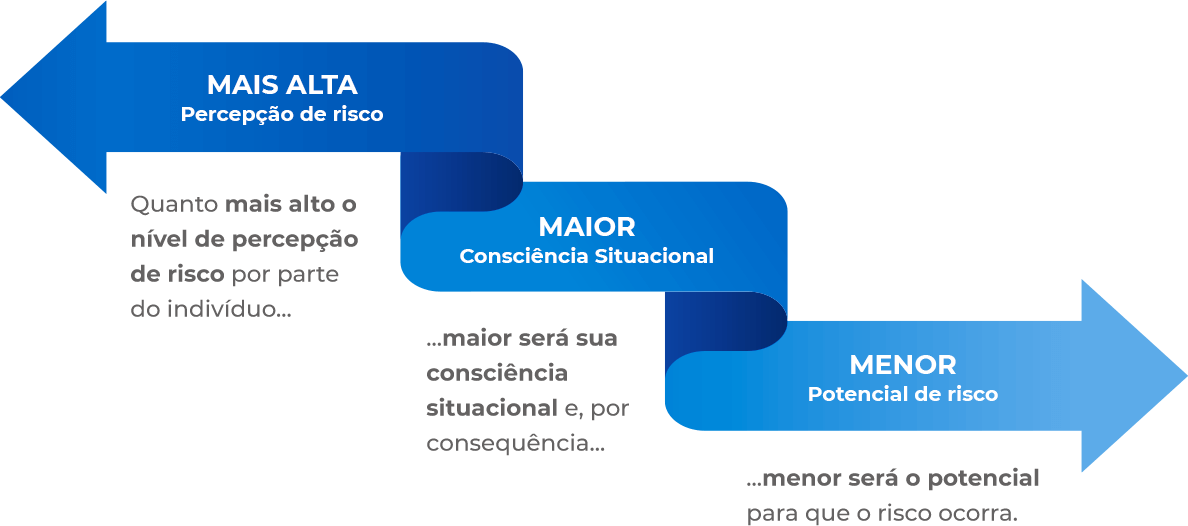 MAIS ALTA
Percepção de risco
Quanto mais alto o
nível de percepção
de risco por parte
do indivíduo...
MAIOR
Consciência Situacional
...maior será sua
consciência
situacional e, por
consequência...
MENOR
Potencial de risco
...menor será o potencial
para que o risco ocorra.